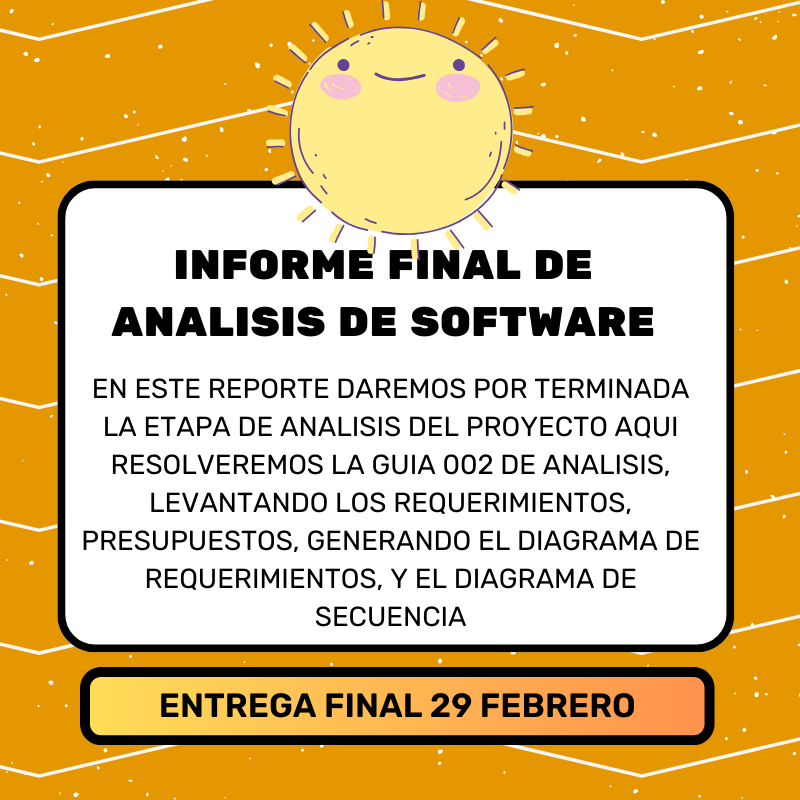 INFORME FINAL DE
ANALISIS DE SOFTWARE
EN ESTE REPORTE DAREMOS POR TERMINADA
LA ETAPA DE ANALISIS DEL PROYECTO AQUI
RESOLVEREMOS LA GUIA 002 DE ANALISIS,
LEVANTANDO LOS REQUERIMIENTOS,
PRESUPUESTOS, GENERANDO EL DIAGRAMA DE
REQUERIMIENTOS, Y EL DIAGRAMA DE
SECUENCIA
ENTREGA FINAL 29 FEBRERO